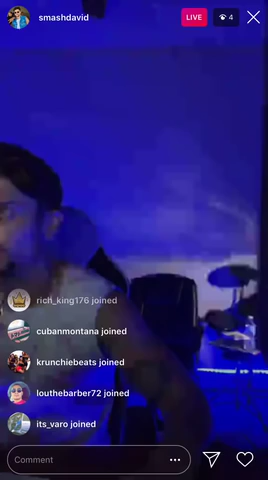 smashdavid
LIVE
4
rich_king176 joined
cubanmontana joined
krunchiebeats joined
louthebarber72 joined
its_varo joined
Comment